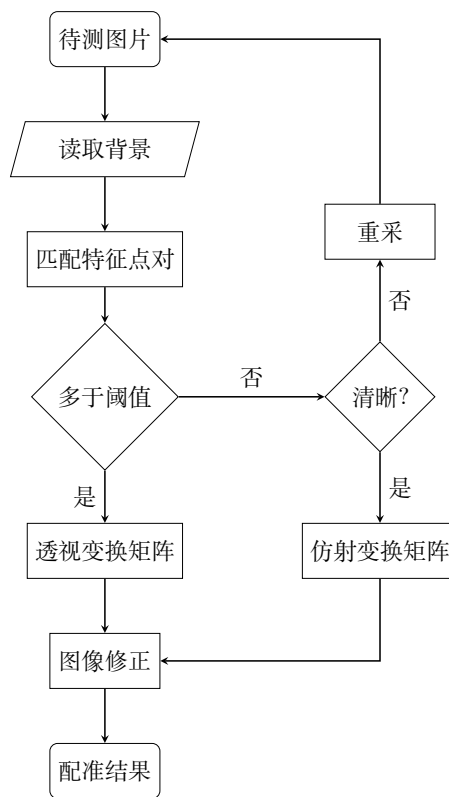 待测图片
读取背景
重采
匹配特征点对
否
否
多于阈值
清晰?
是
是
透视变换矩阵
仿射变换矩阵
图像修正
配准结果